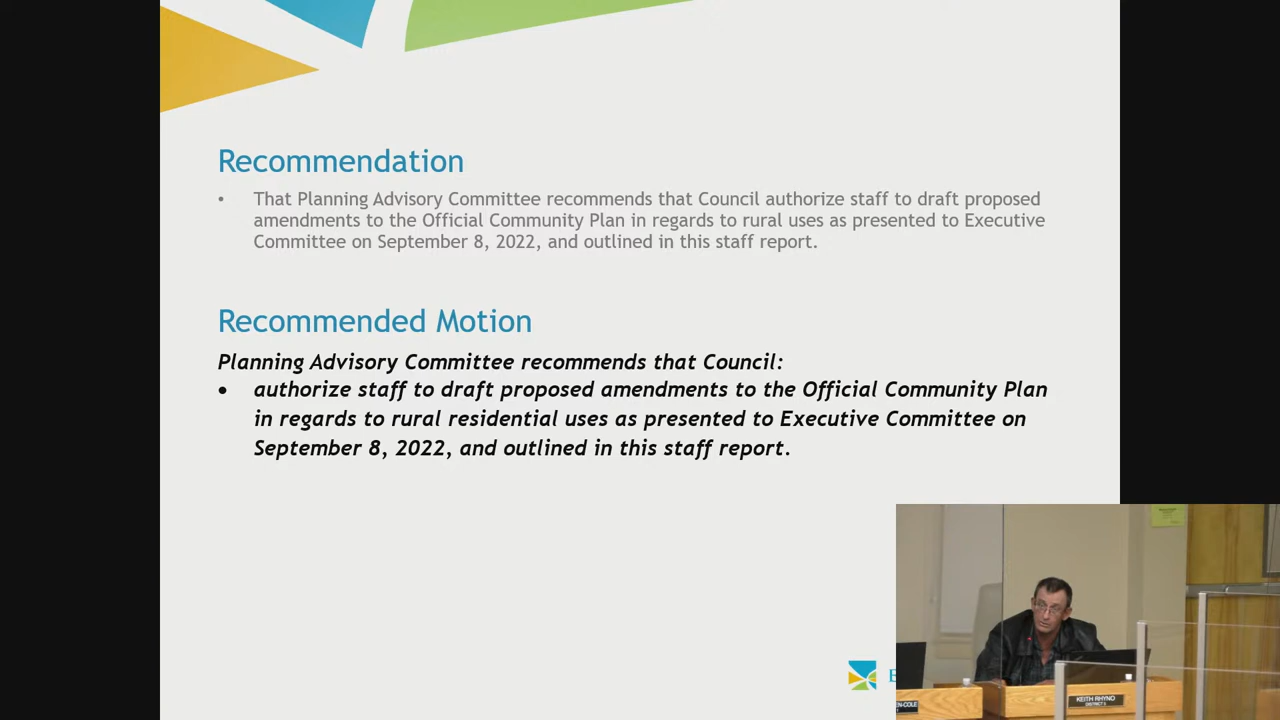 Recommendation
• That Planning Advisory Committee recommends that Council authorize staff to draft proposed
amendments to the Official Community Plan in regards to rural uses as presented to Executive
Committee on September 8, 2022, and outlined in this staff report.
Recommended Motion
Planning Advisory Committee recommends that Council:
• authorize staff to draft proposed amendments to the Official Community Plan
in regards to rural residential uses as presented to Executive Committee on
September 8, 2022, and outlined in this staff report.
E
EN-COLE
KEITH RHYNO